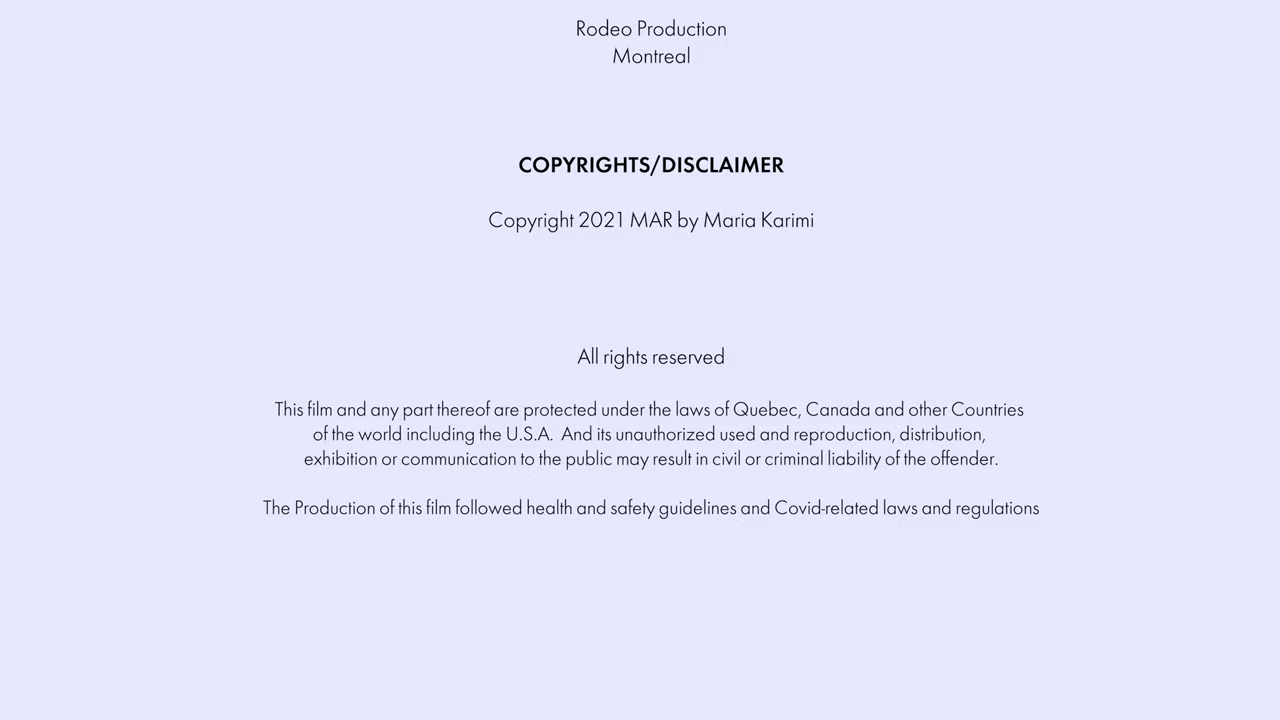 Rodeo Production
Montreal
COPYRIGHTS/DISCLAIMER
Copyright 2021 MAR by Maria Karimi
All rights reserved
This film and any part thereof are protected under the laws of Quebec, Canada and other Countries
of the world including the U.S.A.  And its unauthorized used and reproduction, distribution,
exhibition or communication to the public may result in civil or criminal liability of the offender.
The Production of this film followed health and safety guidelines and Covid-related laws and regulations